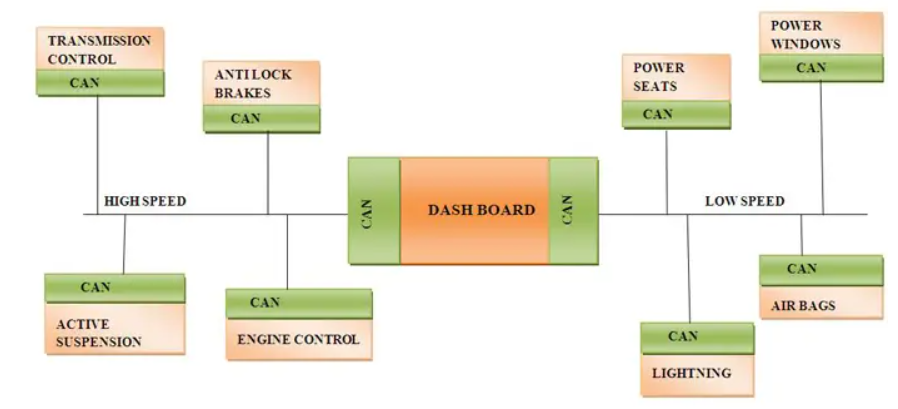 TRANSMISSION
CONTROL
CAN
ANTI LOCK
BRAKES
CAN
HIGH SPEED
CAN
ACTIVE
SUSPENSION
CAN
ENGINE CONTROL
CAN
DASH BOARD
CAN
POWER
SEATS
CAN
POWER
WINDOWS
CAN
LOW SPEED
CAN
AIR BAGS
CAN
LIGHTNING